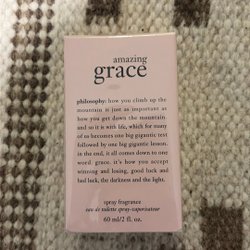 amazing
grace
philosophy: how you climb up the
mountain is just as important as
how you get down the mountain.
and so it is with life, which for many
of us becomes one big gigantic test
followed by one big gigantic lesson.
in the end, it all comes down to one
word. grace. it's how you accept
winning and losing, good luck and
bad luck, the darkness and the light.
spray fragrance
eau de toilette spray-vaporisateur
60 ml/2 fl. oz.